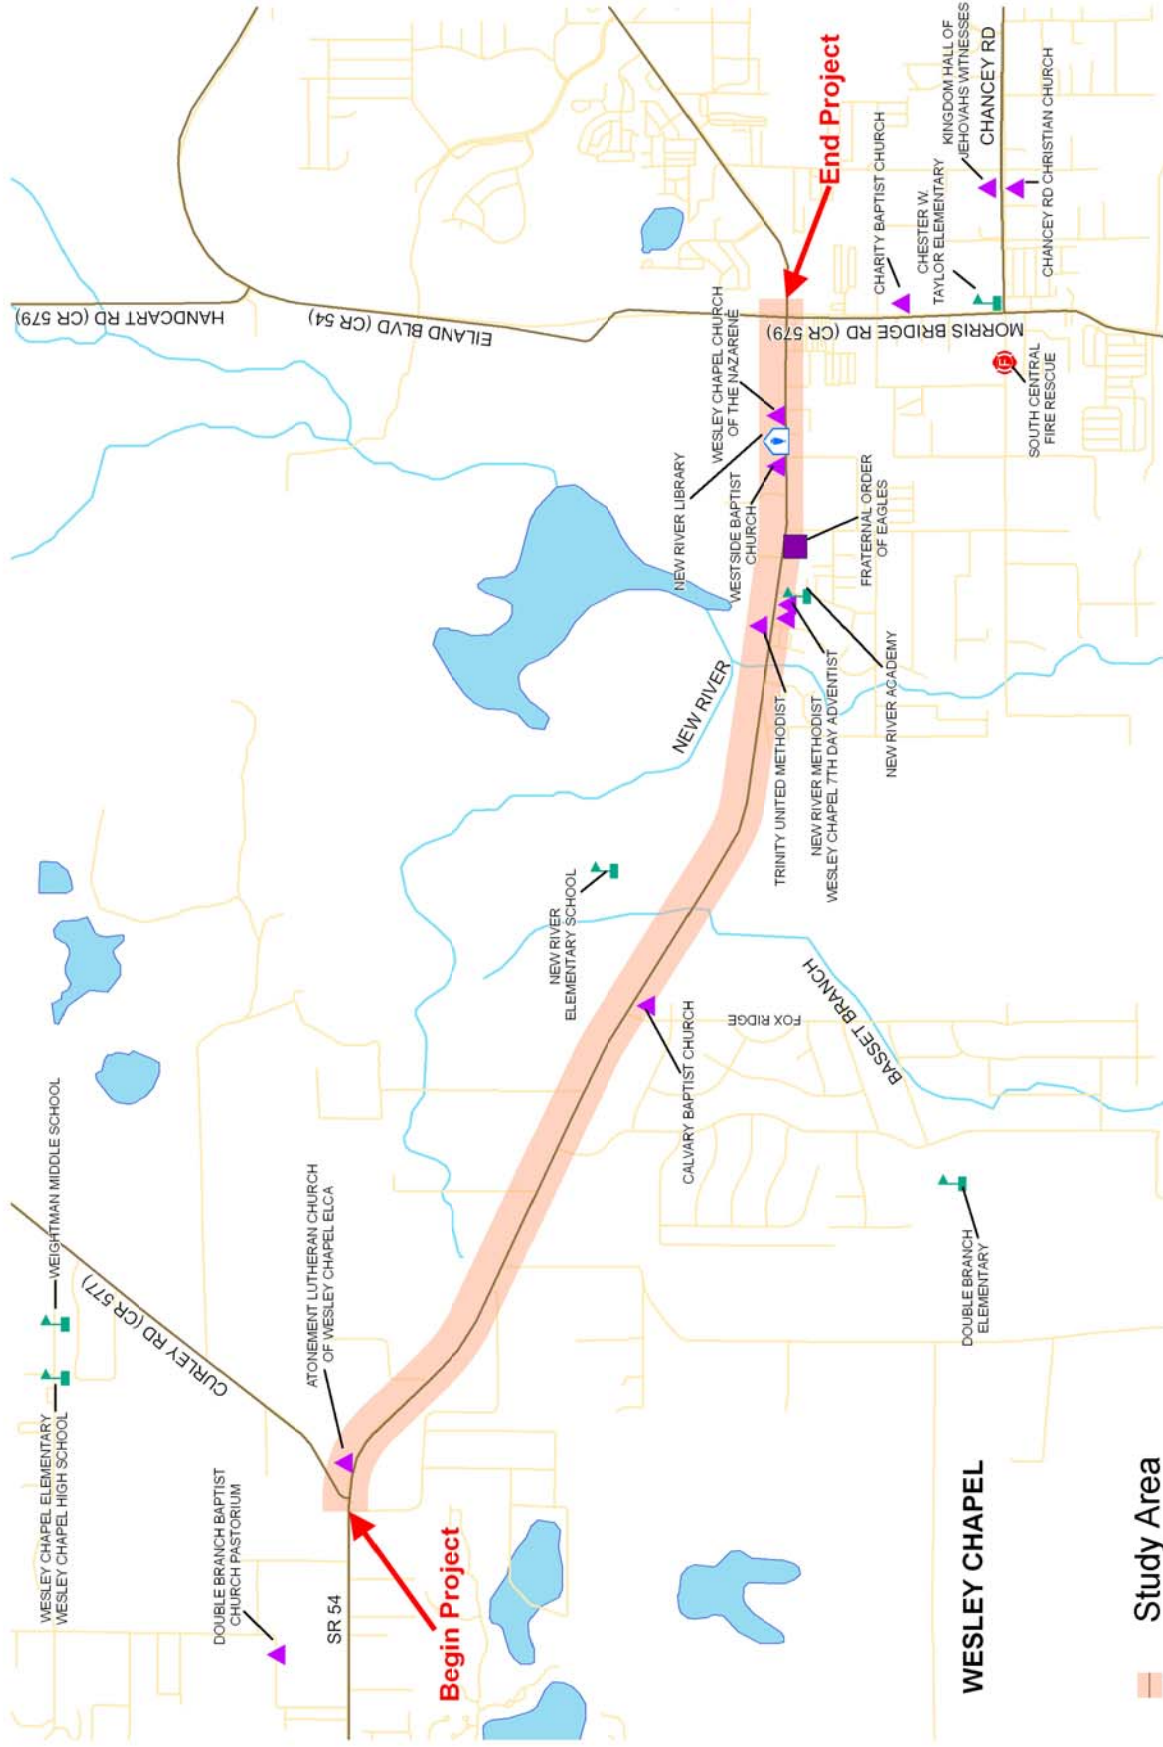 WESLEY CHAPEL ELEMENTARY
WESLEY CHAPEL HIGH SCHOOL
WEIGHTMAN MIDDLE SCHOOL
CURLEY RD (CR 577)
DOUBLE BRANCH BAPTIST
CHURCH PASTORIUM
ATONEMENT LUTHERAN CHURCH
OF WESLEY CHAPEL ELCA
SR 54
Begin Project
HANDCART RD (CR 579)
EILAND BLVD (CR 54)
NEW RIVER
ELEMENTARY SCHOOL
NEW RIVER
NEW RIVER LIBRARY
WESLEY CHAPEL CHURCH
OF THE NAZARENE
WESTSIDE BAPTIST
CHURCH
End Project
CALVARY BAPTIST CHURCH
FOX RIDGE
BASSET BRANCH
TRINITY UNITED METHODIST
NEW RIVER METHODIST
WESLEY CHAPEL 7TH DAY ADVENTIST
NEW RIVER ACADEMY
FRATERNAL ORDER
OF EAGLES
MORRIS BRIDGE RD (CR 579)
CHARITY BAPTIST CHURCH
CHESTER W.
TAYLOR ELEMENTARY
KINGDOM HALL OF
JEHOVAHS WITNESSES
CHANCEY RD
CHANCEY RD CHRISTIAN CHURCH
(F)
SOUTH CENTRAL
FIRE RESCUE
DOUBLE BRANCH
ELEMENTARY
WESLEY CHAPEL
Study Area